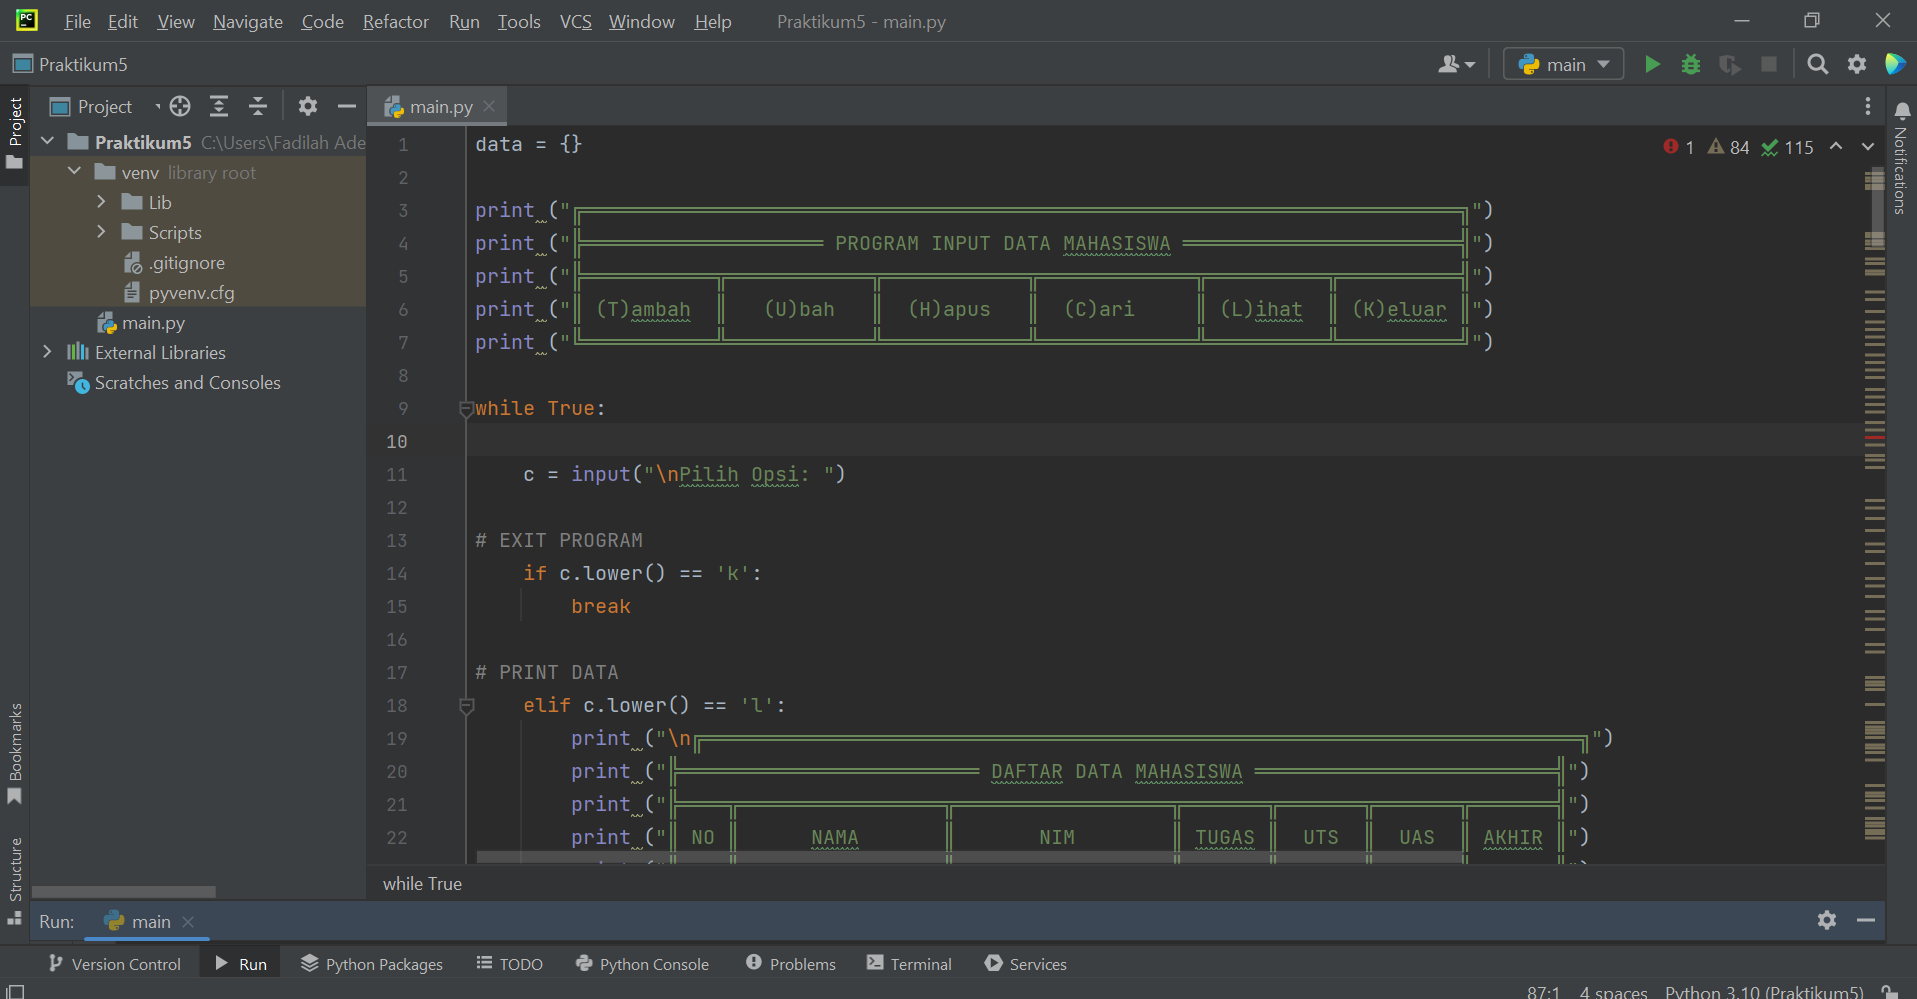 File Edit View Navigate Code Refactor Run Tools VCS Window Help Praktikum5 - main.py
Praktikum5
main
Project
Project
main.py
Praktikum5 C:\Users\Fadilah Ade
venv library root
Lib
Scripts
.gitignore
pyvenv.cfg
main.py
External Libraries
Scratches and Consoles
1 84 115
1 data = {}
2
3 print ("╔═════════════════════════════════════════════════════════════════════════╗")
4 print ("╠════════════════════ PROGRAM INPUT DATA MAHASISWA ═══════════════════════╣")
5 print ("╠═══════════╦════════════╦════════════╦═════════════╦══════════╦══════════╣")
6 print ("║ (T)ambah  ║   (U)bah   ║  (H)apus   ║  (C)ari     ║ (L)ihat  ║ (K)eluar ║")
7 print ("╚═══════════╩════════════╩════════════╩═════════════╩══════════╩══════════╝")
8
9 while True:
10
11     c = input("\nPilih Opsi: ")
12
13 # EXIT PROGRAM
14     if c.lower() == 'k':
15         break
16
17 # PRINT DATA
18     elif c.lower() == 'l':
19         print ("\n╔═════════════════════════════════════════════════════════════════════════╗")
20         print ("╠═════════════════════════ DAFTAR DATA MAHASISWA ═════════════════════════╣")
21         print ("╠════╦═════════════════╦══════════════════╦═══════╦═══════╦═══════╦═══════╣")
22         print ("║ NO ║      NAMA       ║       NIM        ║ TUGAS ║  UTS  ║  UAS  ║ AKHIR ║")
while True
Notifications
Bookmarks
Structure
Run: main
Version Control Run Python Packages TODO Python Console Problems Terminal Services
87:1 4 spaces Python 3.10 (Praktikum5)